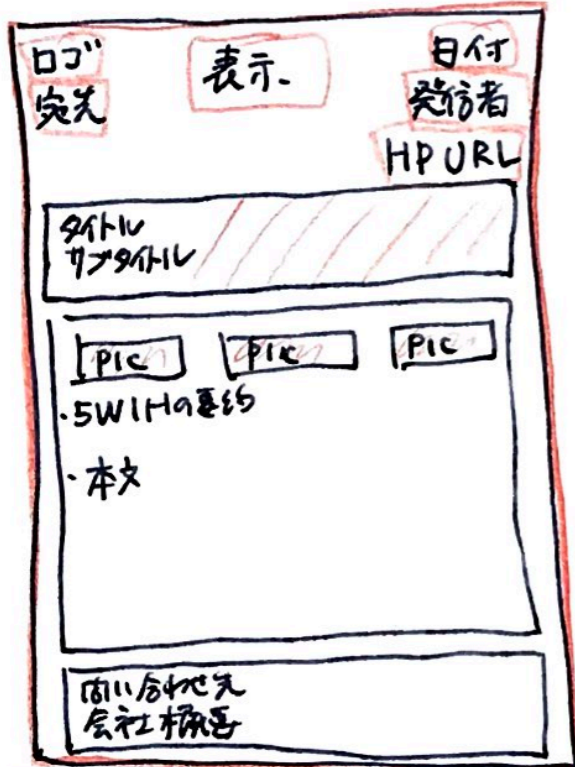 ロゴ
宛先
表示.
日付
発信者
HP URL
タイトル
サブタイトル
PIC
PIC
PIC
・5W1Hの要約
・本文
問い合わせ先
会社概要